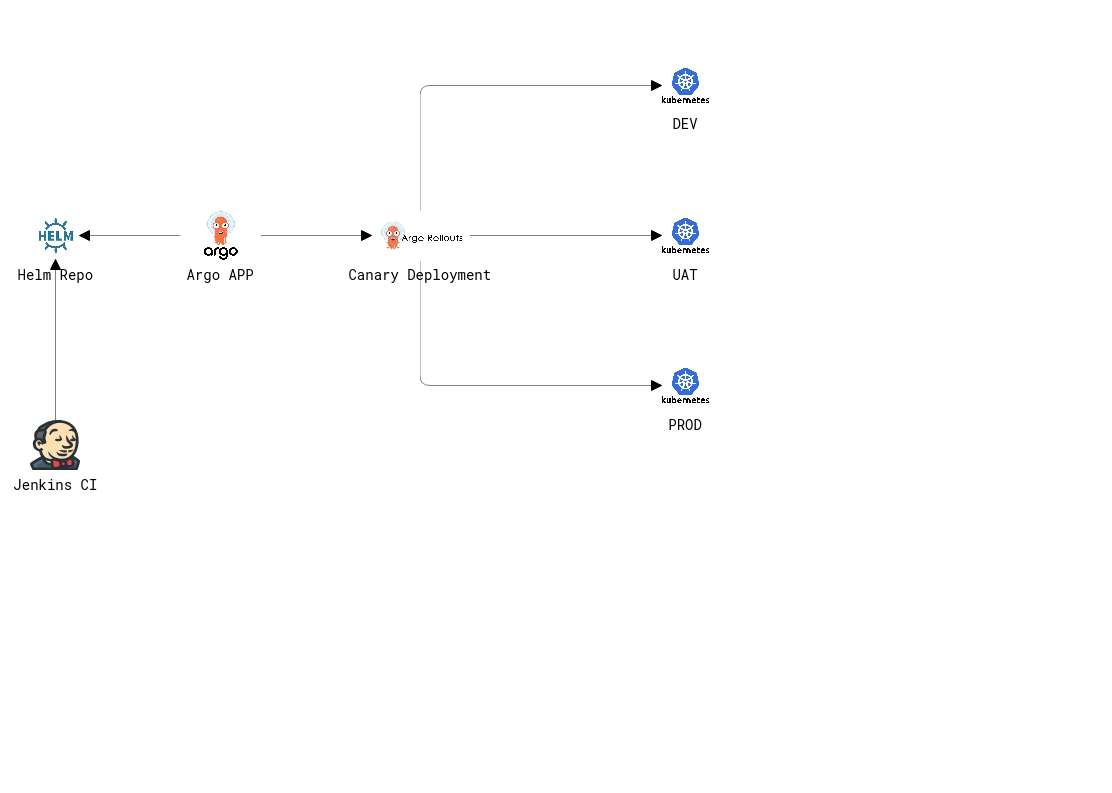 kubernetes
DEV
HELM
Helm Repo
argo
Argo APP
Argo Rollouts
Canary Deployment
kubernetes
UAT
kubernetes
PROD
Jenkins CI